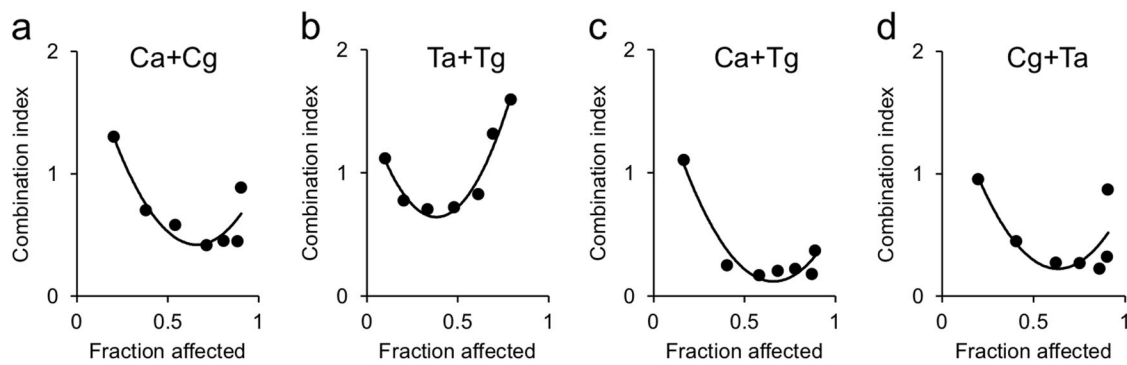 a
Ca+Cg
2
1
0
Combination index
0
0.5
1
Fraction affected
b
Ta+Tg
2
1
0
Combination index
0
0.5
1
Fraction affected
c
Ca+Tg
2
1
0
Combination index
0
0.5
1
Fraction affected
d
Cg+Ta
2
1
0
Combination index
0
0.5
1
Fraction affected